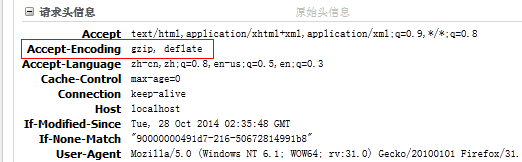 请求头信息 原始头信息
Accept text/html,application/xhtml+xml,application/xml;q=0.9,*/*;q=0.8
Accept-Encoding gzip, deflate
Accept-Language zh-cn,zh;q=0.8,en-us;q=0.5,en;q=0.3
Cache-Control max-age=0
Connection keep-alive
Host localhost
If-Modified-Since Tue, 28 Oct 2014 02:35:48 GMT
If-None-Match "90000000491d7-216-50672814991b8"
User-Agent Mozilla/5.0 (Windows NT 6.1; WOW64; rv:31.0) Gecko/20100101 Firefox/31.